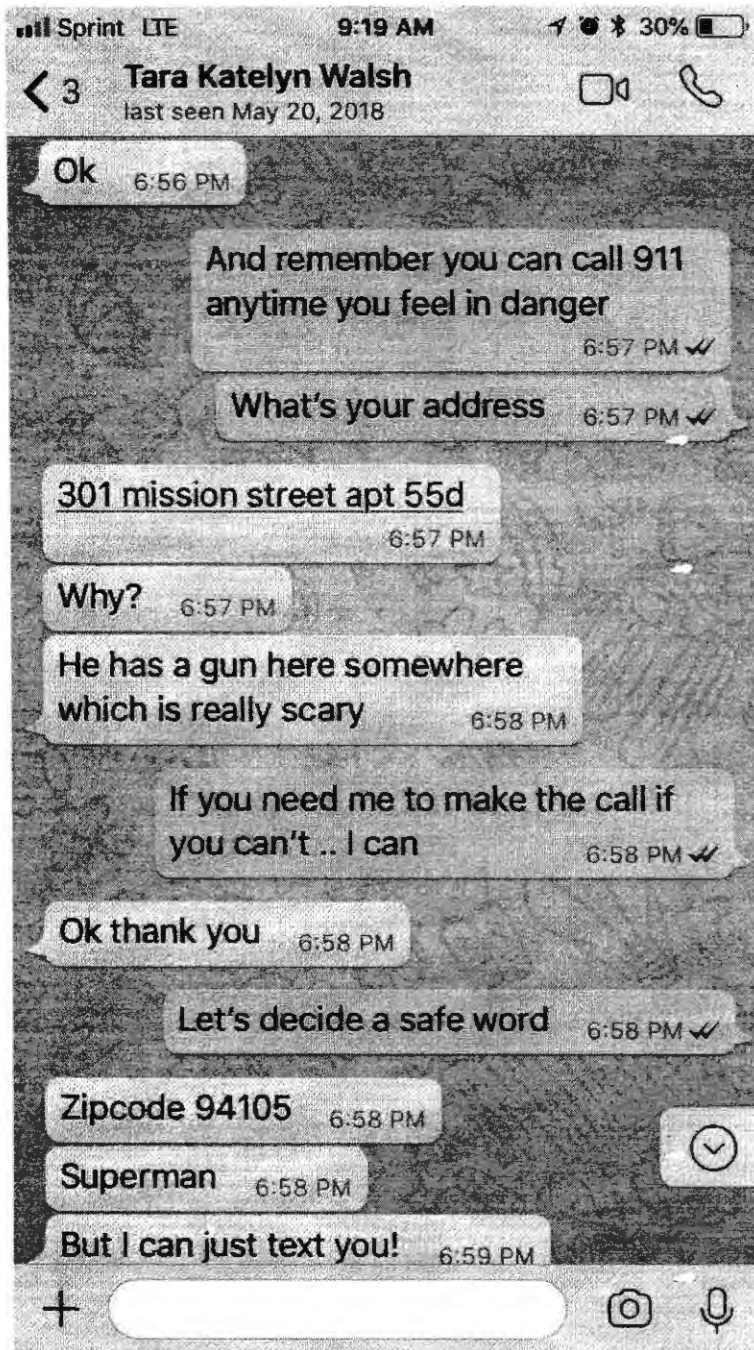 Sprint LTE 9:19 AM 30%
3 Tara Katelyn Walsh
last seen May 20, 2018
Ok 6:56 PM
And remember you can call 911
anytime you feel in danger
6:57 PM
What's your address 6:57 PM
301 mission street apt 55d
6:57 PM
Why? 6:57 PM
He has a gun here somewhere
which is really scary 6:58 PM
If you need me to make the call if
you can't .. I can 6:58 PM
Ok thank you 6:58 PM
Let's decide a safe word 6:58 PM
Zipcode 94105 6:58 PM
Superman 6:58 PM
But I can just text you! 6:59 PM